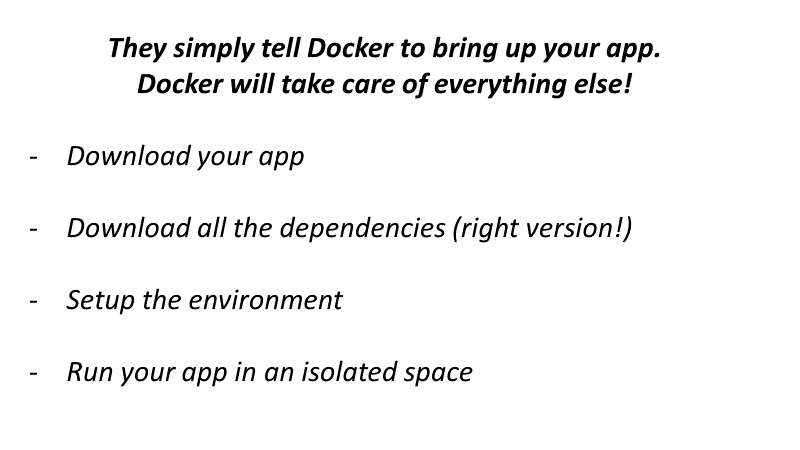 They simply tell Docker to bring up your app.
Docker will take care of everything else!
- Download your app
- Download all the dependencies (right version!)
- Setup the environment
- Run your app in an isolated space